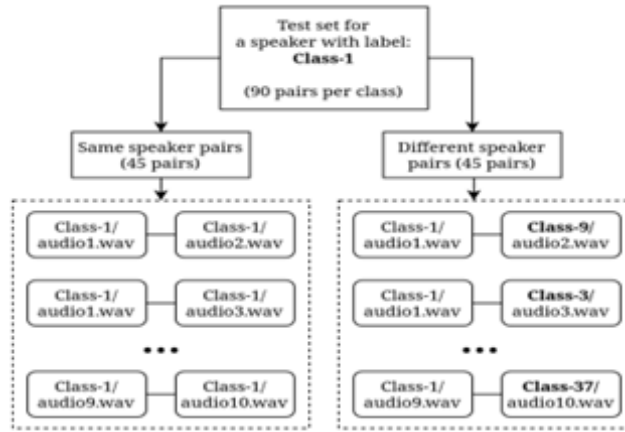 Test set for
a speaker with label:
Class-1
(90 pairs per class)
Same speaker pairs
(45 pairs)
Different speaker
pairs (45 pairs)
Class-1/
audio1.wav
Class-1/
audio2.wav
Class-1/
audio1.wav
Class-1/
audio3.wav
...
Class-1/
audio9.wav
Class-1/
audio10.wav
Class-1/
audio1.wav
Class-9/
audio2.wav
Class-1/
audio1.wav
Class-3/
audio3.wav
...
Class-1/
audio9.wav
Class-37/
audio10.wav